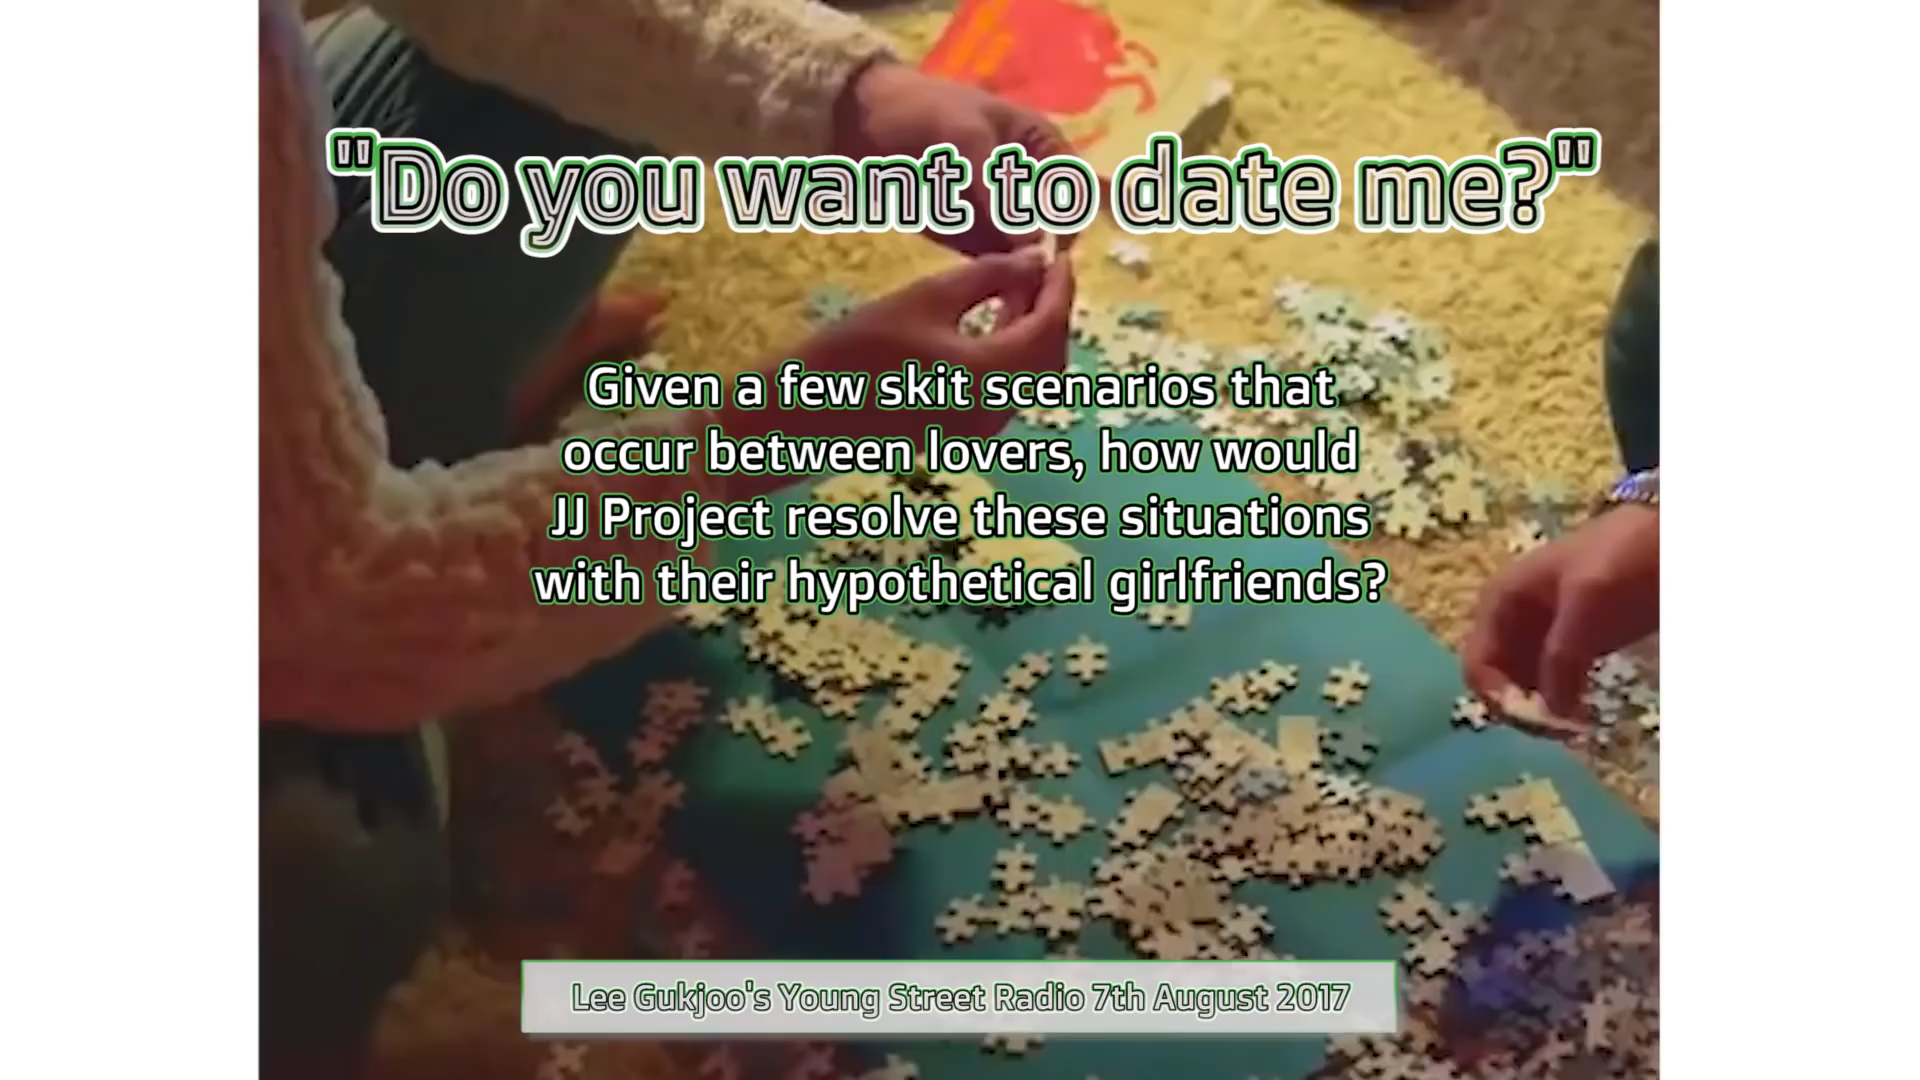 "Do you want to date me?"
Given a few skit scenarios that
occur between lovers, how would
JJ Project resolve these situations
with their hypothetical girlfriends?
Lee Gukjoo's Young Street Radio 7th August 2017